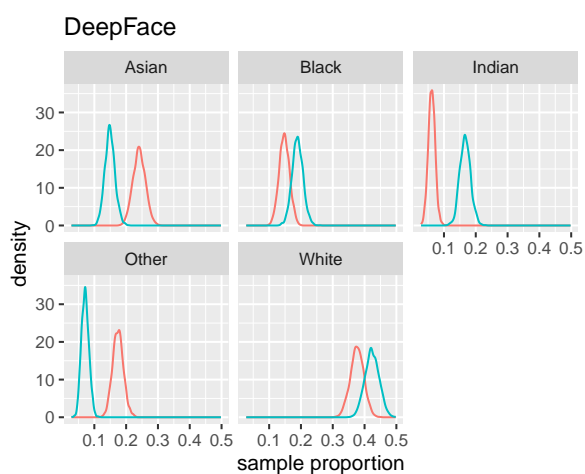 DeepFace
Asian
Black
Indian
30
20
10
0
0.1 0.2 0.3 0.4 0.5
Other
White
30
20
10
0
0.1 0.2 0.3 0.4 0.5
0.1 0.2 0.3 0.4 0.5
density
sample proportion